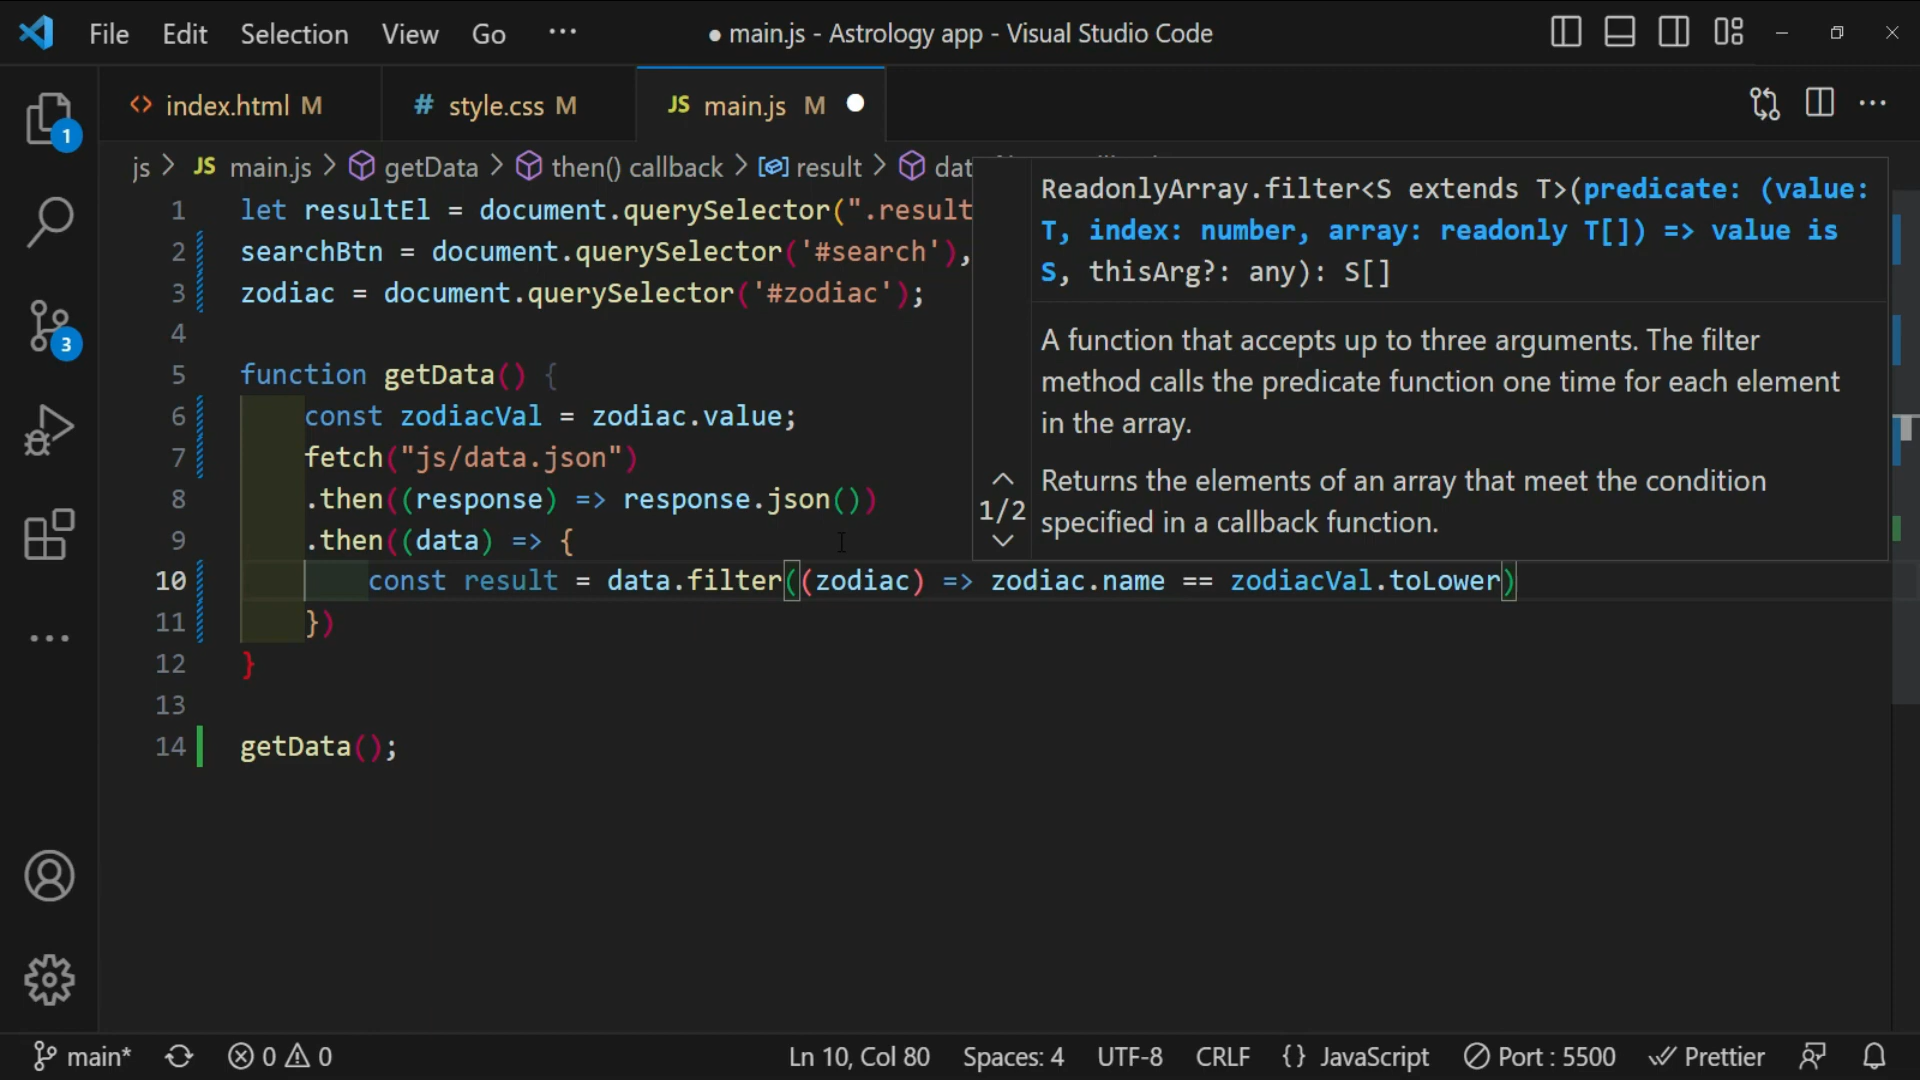 File Edit Selection View Go ... ● main.js - Astrology app - Visual Studio Code
<> index.html M # style.css M JS main.js M ●
js > JS main.js > getData > then() callback > result > dat
1 let resultEl = document.querySelector(".result
2 searchBtn = document.querySelector('#search'),
3 zodiac = document.querySelector('#zodiac');
4
5 function getData() {
6 const zodiacVal = zodiac.value;
7 fetch("js/data.json")
8 .then((response) => response.json())
9 .then((data) => {
10 const result = data.filter((zodiac) => zodiac.name == zodiacVal.toLower)
11 })
12 }
13
14 getData();
ReadonlyArray.filter<S extends T>(predicate: (value:
T, index: number, array: readonly T[]) => value is
S, thisArg?: any): S[]
A function that accepts up to three arguments. The filter
method calls the predicate function one time for each element
in the array.
1/2
Returns the elements of an array that meet the condition
specified in a callback function.
1
3
main* 0 0 Ln 10, Col 80 Spaces: 4 UTF-8 CRLF {} JavaScript Port : 5500 Prettier